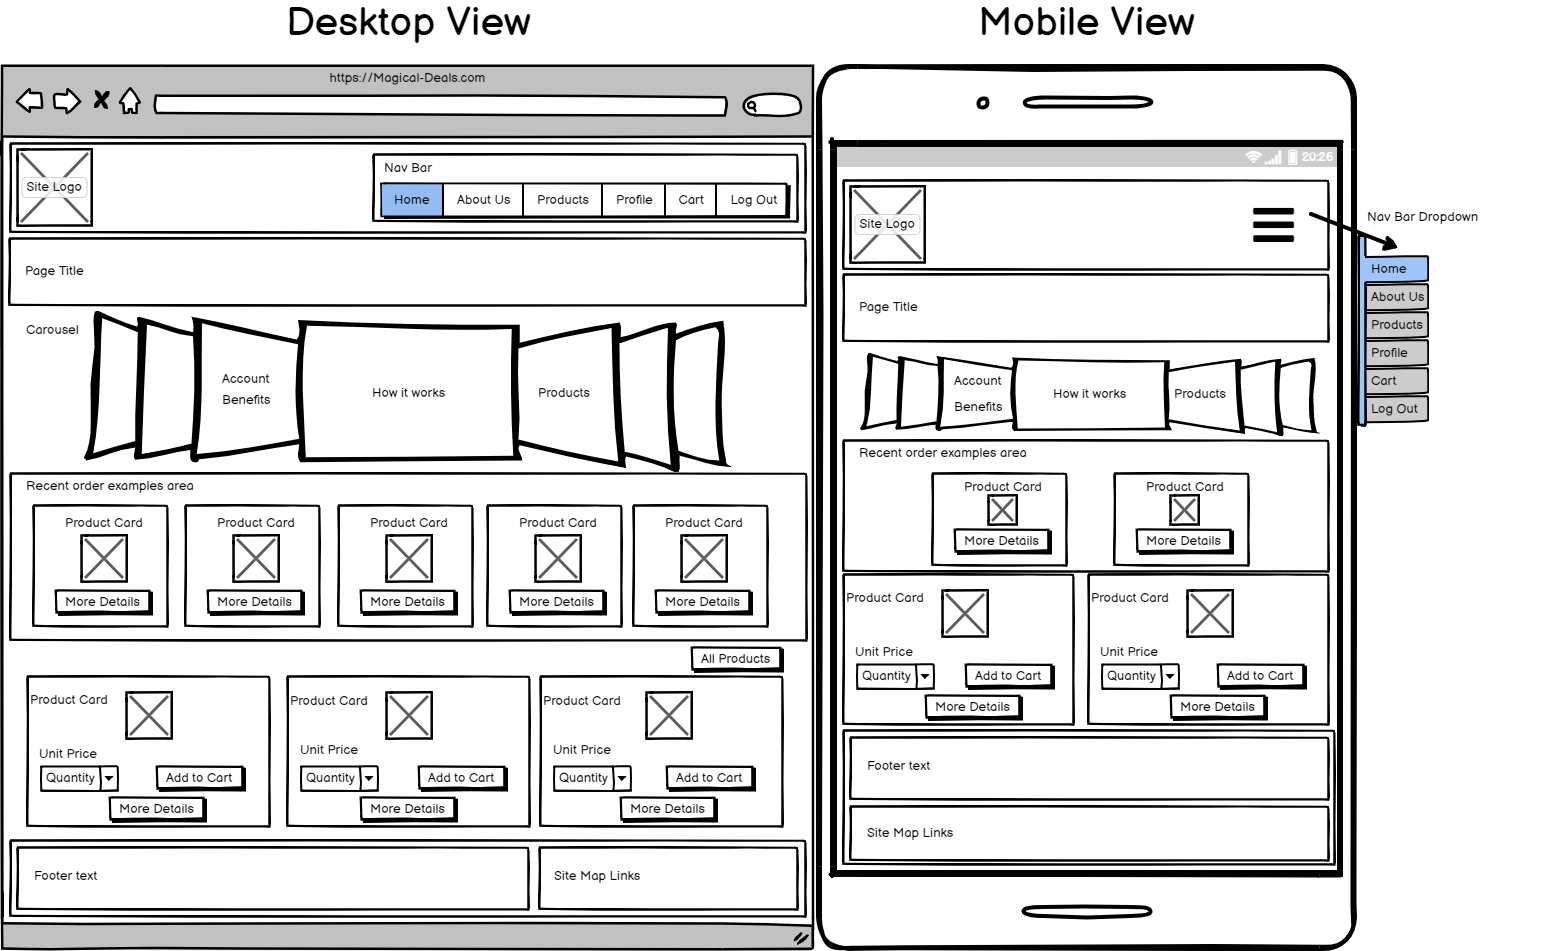 Desktop View
https://Magical-Deals.com
Site Logo
Nav Bar
Home About Us Products Profile Cart Log Out
Page Title
Carousel
Account
Benefits
How it works
Products
Recent order examples area
Product Card Product Card Product Card Product Card Product Card
More Details More Details More Details More Details More Details
All Products
Product Card Product Card Product Card
Unit Price Unit Price Unit Price
Quantity Add to Cart Quantity Add to Cart Quantity Add to Cart
More Details More Details More Details
Footer text Site Map Links
Mobile View
20:26
Site Logo
Nav Bar Dropdown
Home
About Us
Products
Profile
Cart
Log Out
Page Title
Account
Benefits
How it works
Products
Recent order examples area
Product Card Product Card
More Details More Details
Product Card Product Card
Unit Price Unit Price
Quantity Add to Cart Quantity Add to Cart
More Details More Details
Footer text
Site Map Links